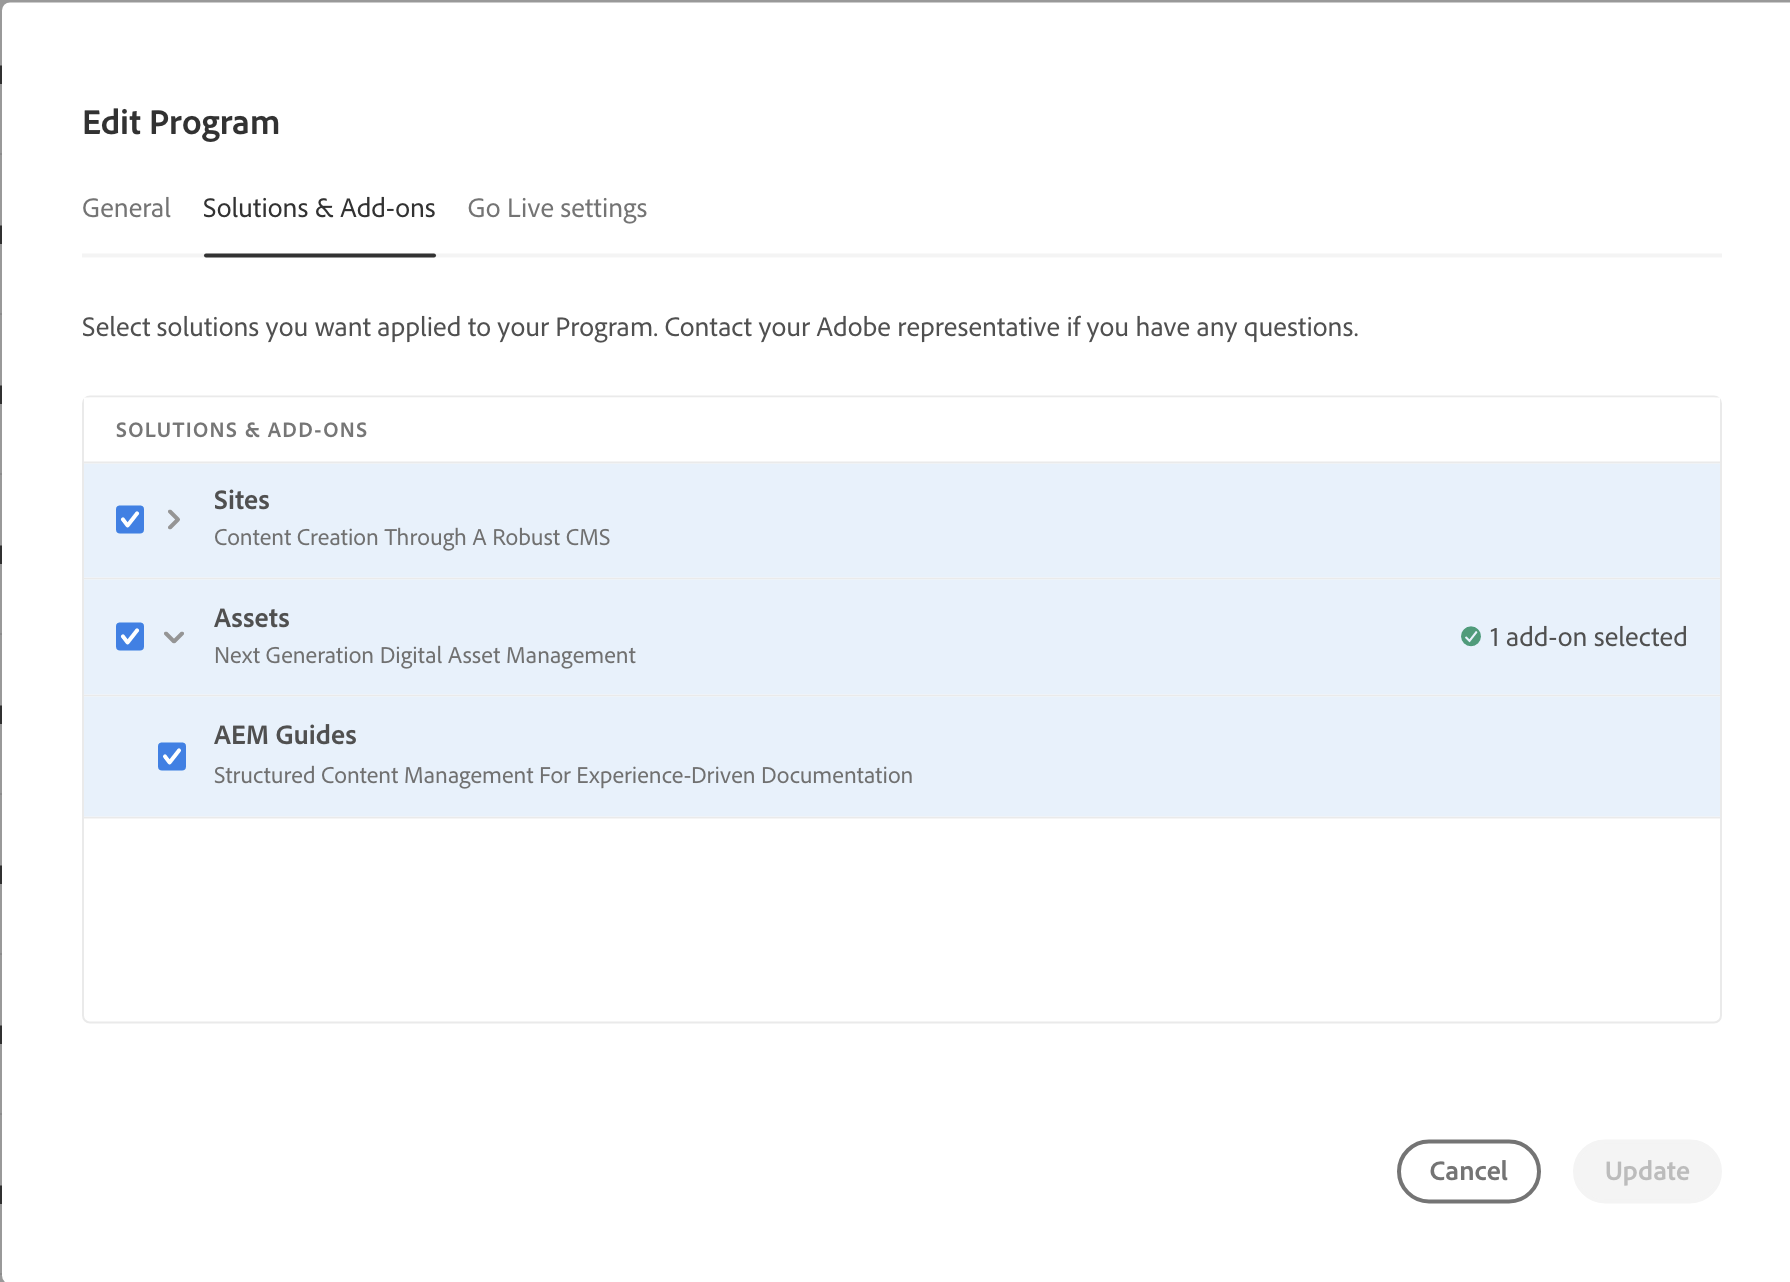 Edit Program
General
Solutions & Add-ons
Go Live settings
Select solutions you want applied to your Program. Contact your Adobe representative if you have any questions.
SOLUTIONS & ADD-ONS
Sites
Content Creation Through A Robust CMS
Assets
Next Generation Digital Asset Management
1 add-on selected
AEM Guides
Structured Content Management For Experience-Driven Documentation
Cancel
Update